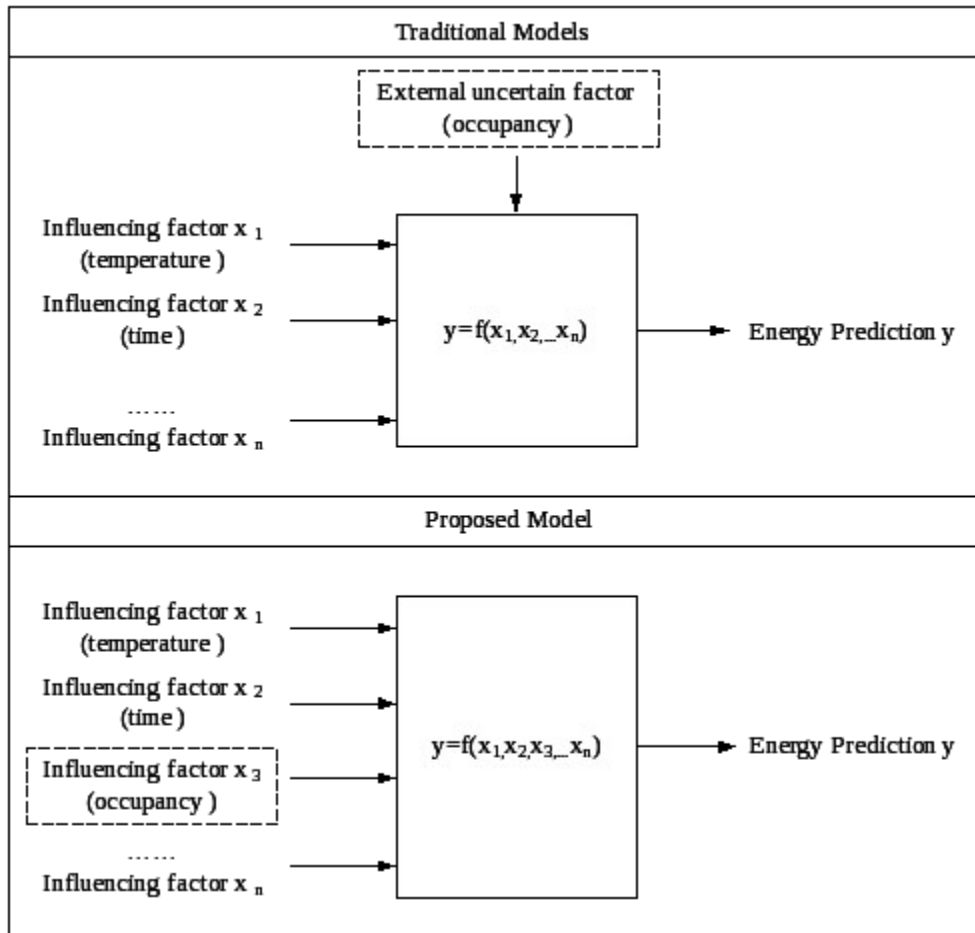 Traditional Models
External uncertain factor
(occupancy)
Influencing factor x 1
(temperature )
Influencing factor x 2
(time )
......
Influencing factor x n
y=f(x1,x2,...xn)
Energy Prediction y
Proposed Model
Influencing factor x 1
(temperature )
Influencing factor x 2
(time )
Influencing factor x 3
(occupancy )
......
Influencing factor x n
y=f(x1,x2,x3,...xn)
Energy Prediction y